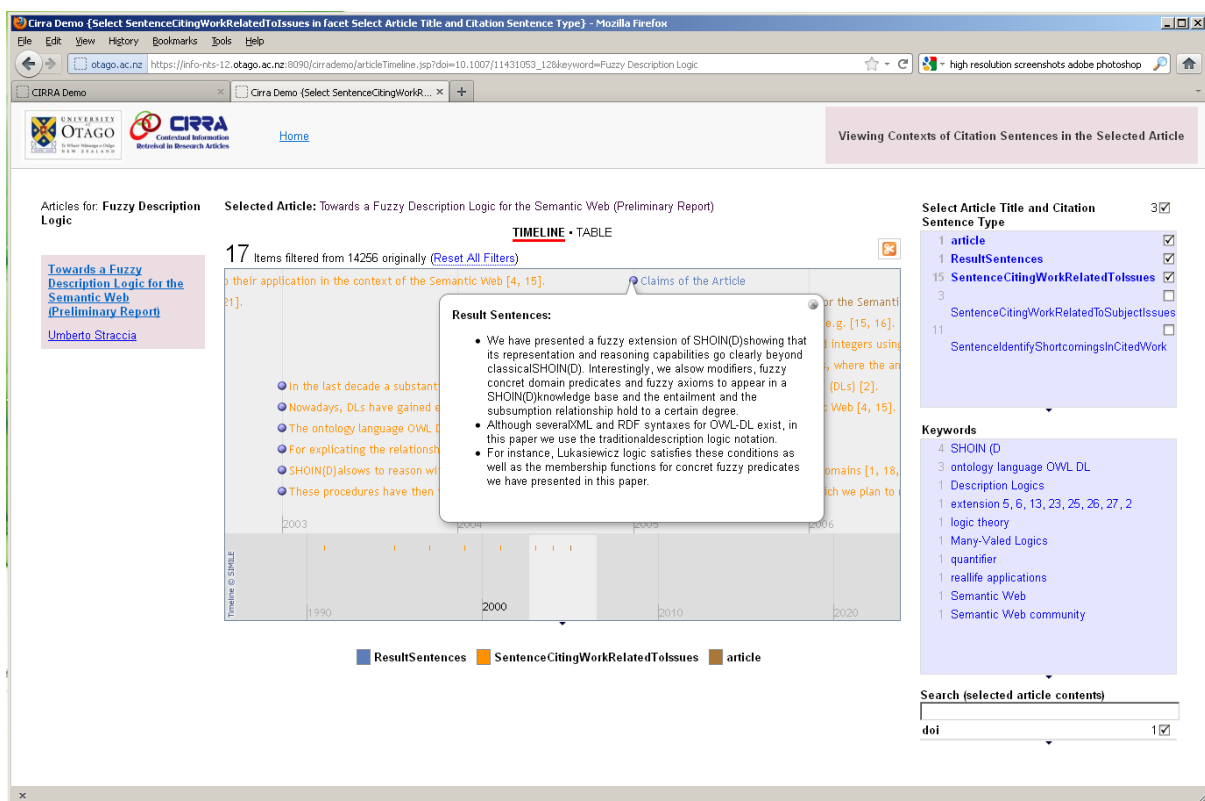 Cirra Demo {Select SentenceCitingWorkRelatedToIssues in facet Select Article Title and Citation Sentence Type} - Mozilla Firefox
File Edit View History Bookmarks Tools Help
otago.ac.nz https://info-nts-12.otago.ac.nz:8090/cirrademo/articleTimeline.jsp?doi=10.1007/11431053_12&keyword=Fuzzy Description Logic
high resolution screenshots adobe photoshop
CIRRA Demo
Cirra Demo {Select SentenceCitingWorkR...
UNIVERSITY
of
OTAGO
NEW ZEALAND
CIRRA
Contextual Information
Retreival in Research Articles
Home
Viewing Contexts of Citation Sentences in the Selected Article
Articles for: Fuzzy Description
Logic
Towards a Fuzzy
Description Logic for the
Semantic Web
(Preliminary Report)
Umberto Straccia
Selected Article: Towards a Fuzzy Description Logic for the Semantic Web (Preliminary Report)
TIMELINE • TABLE
17 Items filtered from 14256 originally (Reset All Filters)
o their application in the context of the Semantic Web [4, 15].
Claims of the Article
21].
or the Semanti
e.g. [15, 16].
d integers using
, where the an
In the last decade a substant
(DLs) [2].
Nowadays, DLs have gained e
Web [4, 15].
The ontology language OWL D
For explicating the relationsh
SHOIN(D)alsows to reason wi
omains [1, 18,
These procedures have then
ich we plan to
Result Sentences:
• We have presented a fuzzy extension of SHOIN(D)showing that
its representation and reasoning capabilities go clearly beyond
classicalSHOIN(D). Interestingly, we alsow modifiers, fuzzy
concret domain predicates and fuzzy axioms to appear in a
SHOIN(D)knowledge base and the entailment and the
subsumption relationship hold to a certain degree.
• Although severalXML and RDF syntaxes for OWL-DL exist, in
this paper we use the traditionaldescription logic notation.
• For instance, Lukasiewicz logic satisfies these conditions as
well as the membership functions for concret fuzzy predicates
we have presented in this paper.
2003 2004 2005 2006
Timeline © SIMILE
1990 2000 2010 2020
ResultSentences SentenceCitingWorkRelatedToIssues article
Select Article Title and Citation
Sentence Type
3
1 article
1 ResultSentences
15 SentenceCitingWorkRelatedToIssues
3
SentenceCitingWorkRelatedToSubjectIssues
11
SentenceIdentifyShortcomingsInCitedWork
Keywords
4 SHOIN (D
3 ontology language OWL DL
1 Description Logics
1 extension 5, 6, 13, 23, 25, 26, 27, 2
1 logic theory
1 Many-Valed Logics
1 quantifier
1 reallife applications
1 Semantic Web
1 Semantic Web community
Search (selected article contents)
doi 1
x